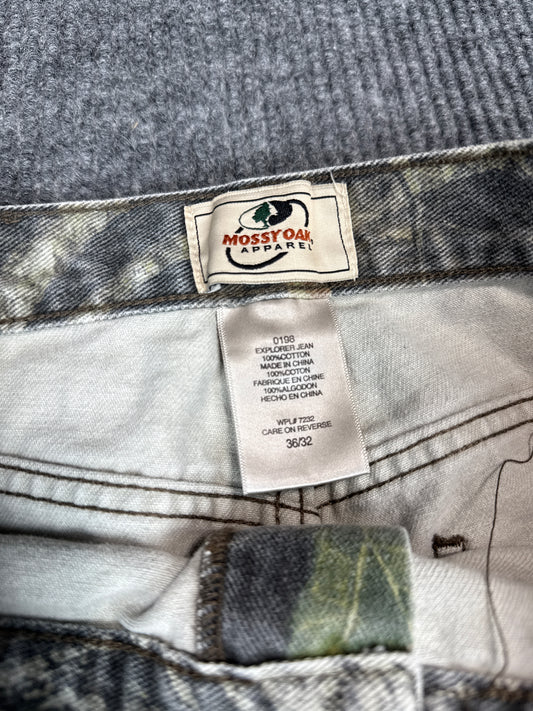 MOSSY OAK
APPAREL
0198
EXPLORER JEAN
100%COTTON
MADE IN CHINA
100%COTON
FABRIQUE EN CHINE
100%ALGODON
HECHO EN CHINA
WPL# 7232
CARE ON REVERSE
36/32